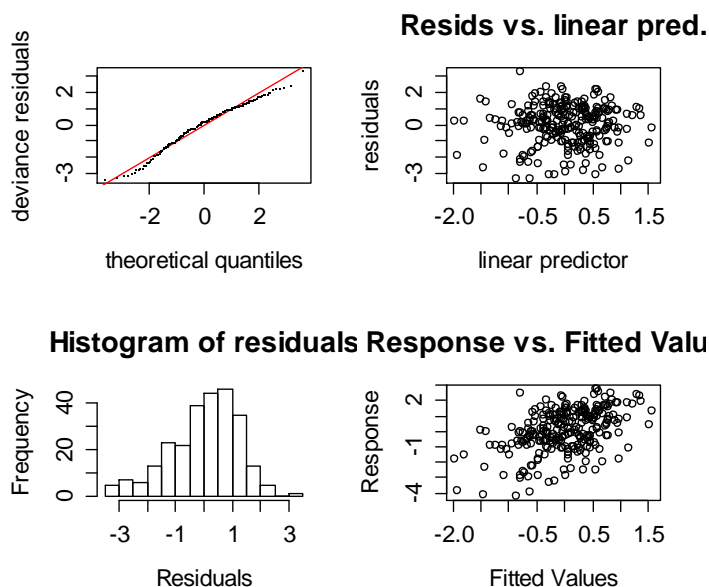 Resids vs. linear pred.
deviance residuals
-3 0 2
-2 0 2
theoretical quantiles
residuals
-3 0 2
-2.0 -0.5 0.5 1.5
linear predictor
Histogram of residuals
Frequency
0 20 40
-3 -1 1 3
Residuals
Response vs. Fitted Valu
Response
-4 -1 2
-2.0 -0.5 0.5 1.5
Fitted Values